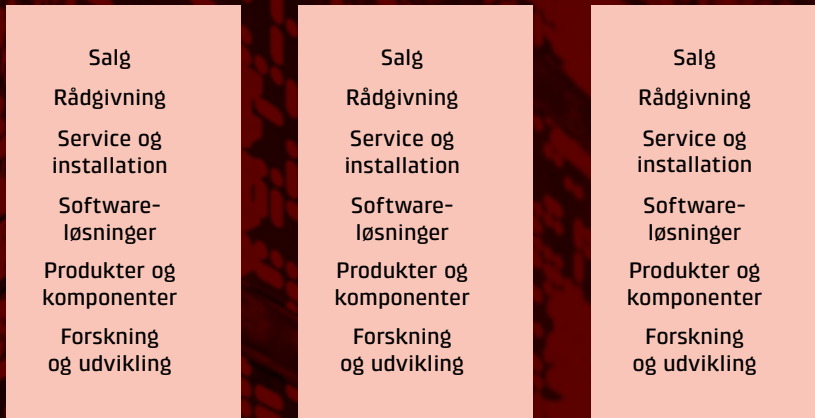 Salg
Rådgivning
Service og
installation
Software-
løsninger
Produkter og
komponenter
Forskning
og udvikling
Salg
Rådgivning
Service og
installation
Software-
løsninger
Produkter og
komponenter
Forskning
og udvikling
Salg
Rådgivning
Service og
installation
Software-
løsninger
Produkter og
komponenter
Forskning
og udvikling